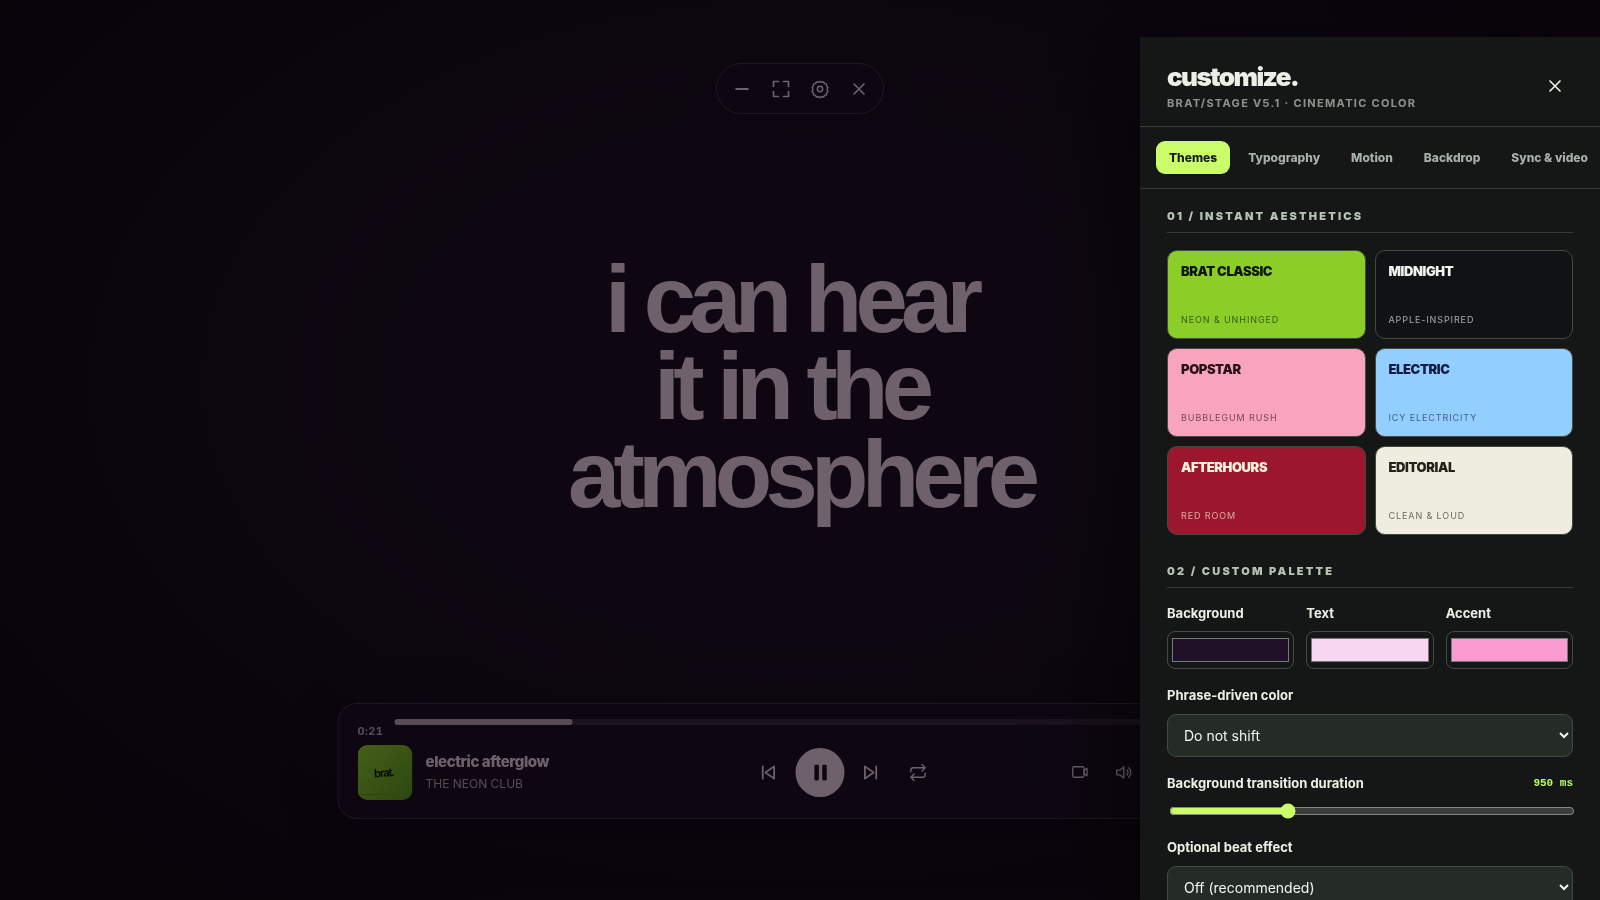 customize.
BRAT/STAGE V5.1 · CINEMATIC COLOR
Themes
Typography
Motion
Backdrop
Sync & video
01 / INSTANT AESTHETICS
BRAT CLASSIC
NEON & UNHINGED
MIDNIGHT
APPLE-INSPIRED
POPSTAR
BUBBLEGUM RUSH
ELECTRIC
ICY ELECTRICITY
AFTERHOURS
RED ROOM
EDITORIAL
CLEAN & LOUD
02 / CUSTOM PALETTE
Background
Text
Accent
Phrase-driven color
Do not shift
Background transition duration
950 ms
Optional beat effect
Off (recommended)
i can hear
it in the
atmosphere
0:21
brat.
electric afterglow
THE NEON CLUB